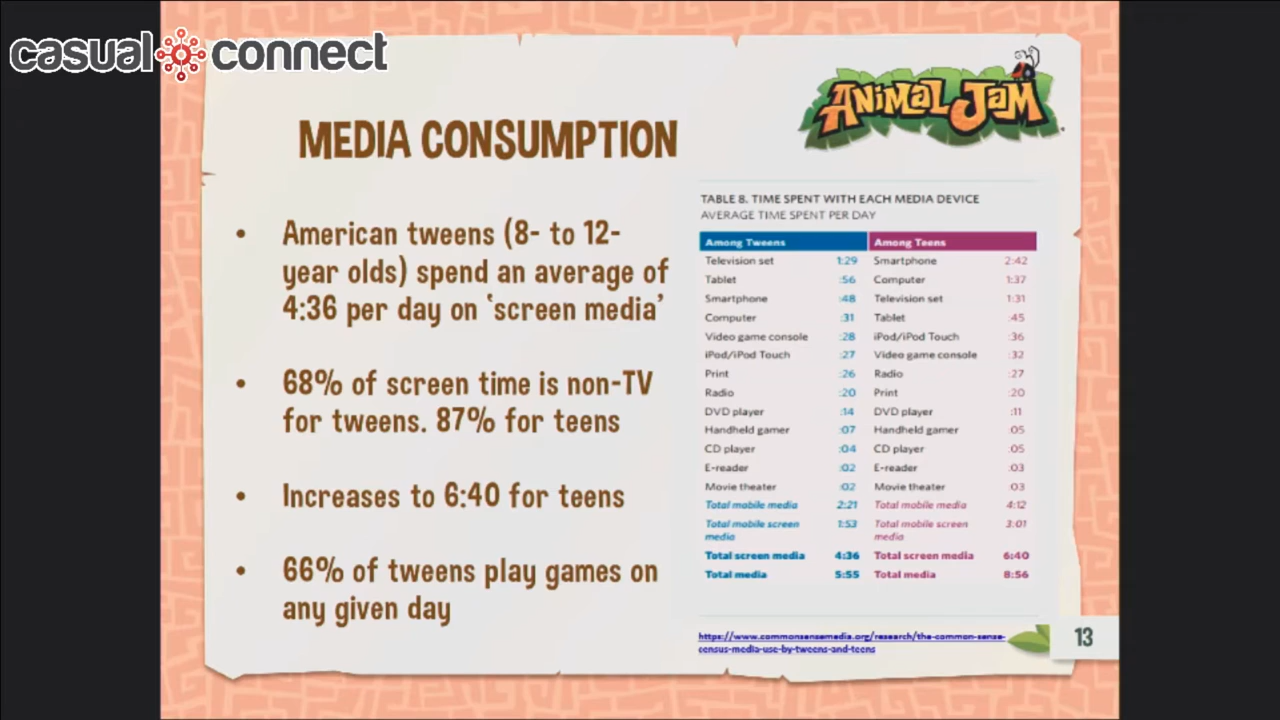 casual connect
ANIMAL JAM
MEDIA CONSUMPTION
• American tweens (8- to 12-
year olds) spend an average of
4:36 per day on ‘screen media’
• 68% of screen time is non-TV
for tweens. 87% for teens
• Increases to 6:40 for teens
• 66% of tweens play games on
any given day
TABLE 8. TIME SPENT WITH EACH MEDIA DEVICE
AVERAGE TIME SPENT PER DAY
Among Tweens Among Teens
Television set 1:29 Smartphone 2:42
Tablet :56 Computer 1:37
Smartphone :48 Television set 1:31
Computer :31 Tablet :45
Video game console :28 iPod/iPod Touch :36
iPod/iPod Touch :27 Video game console :32
Print :26 Radio :27
Radio :20 Print :20
DVD player :14 DVD player :11
Handheld gamer :07 Handheld gamer :05
CD player :04 CD player :05
E-reader :02 E-reader :03
Movie theater :02 Movie theater :03
Total mobile media 2:21 Total mobile media 4:12
Total mobile screen 1:53 Total mobile screen 3:01
media media
Total screen media 4:36 Total screen media 6:40
Total media 5:55 Total media 8:56
https://www.commonsensemedia.org/research/the-common-sense-
census-media-use-by-tweens-and-teens
13